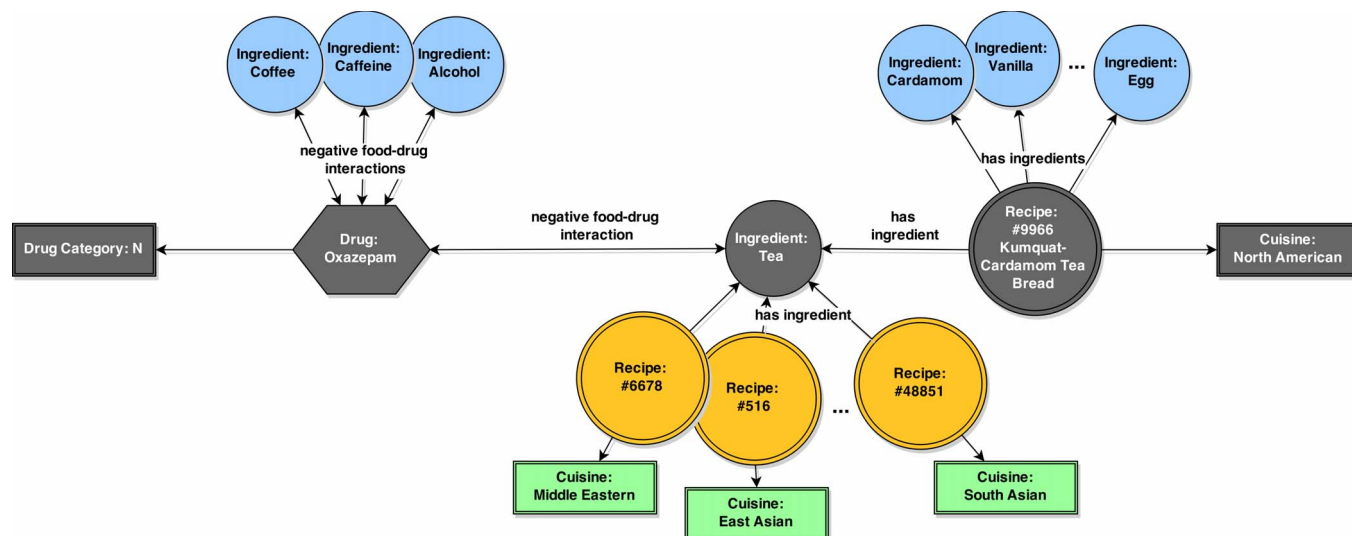 Ingredient:
Coffee
Ingredient:
Caffeine
Ingredient:
Alcohol
Ingredient:
Cardamom
Ingredient:
Vanilla
...
Ingredient:
Egg
negative food-drug
interactions
has ingredients
Drug Category: N
Drug:
Oxazepam
negative food-drug
interaction
Ingredient:
Tea
has
ingredient
Recipe:
#9966
Kumquat-
Cardamom Tea
Bread
Cuisine:
North American
has ingredient
Recipe:
#6678
Recipe:
#516
...
Recipe:
#48851
Cuisine:
Middle Eastern
Cuisine:
East Asian
Cuisine:
South Asian